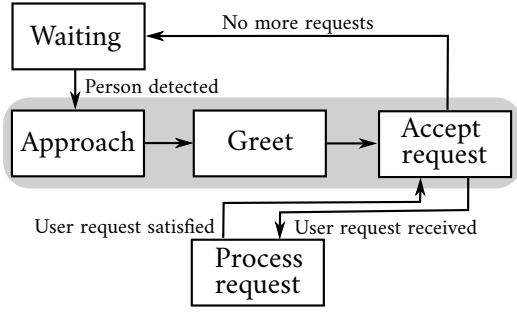 Waiting
No more requests
Person detected
Approach
Greet
Accept
request
User request satisfied
User request received
Process
request